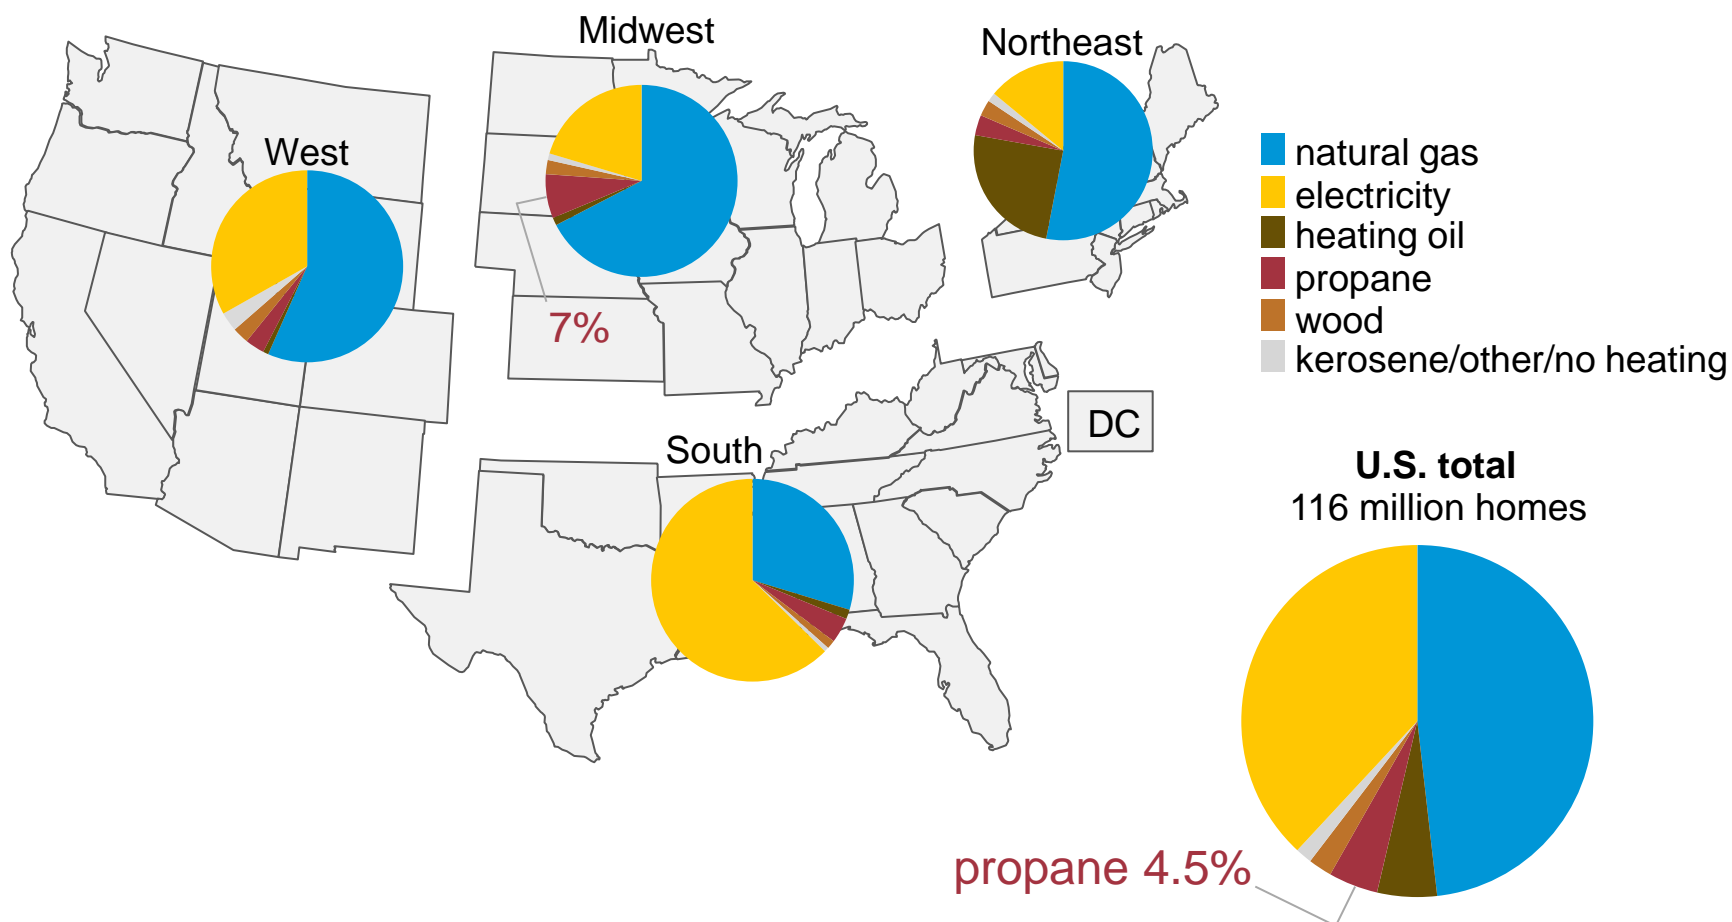 Midwest
Northeast
West
natural gas
electricity
heating oil
propane
wood
kerosene/other/no heating
7%
DC
South
U.S. total
116 million homes
propane 4.5%